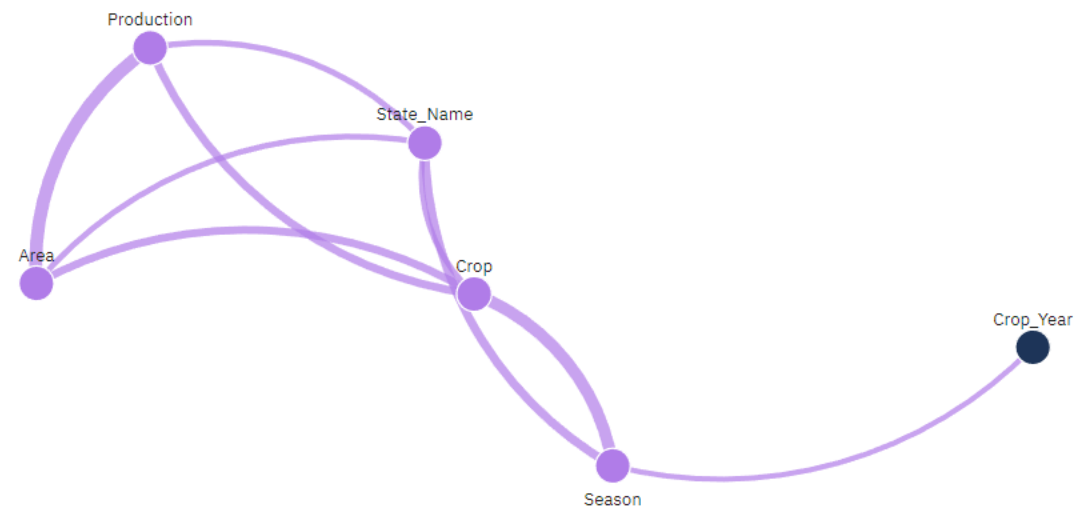 Production
State_Name
Area
Crop
Crop_Year
Season